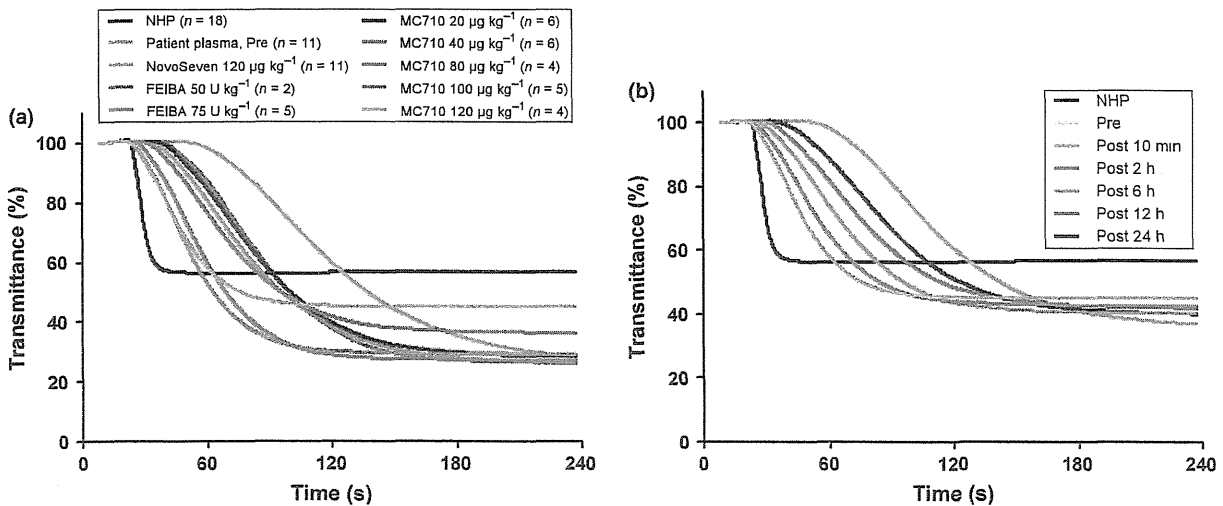 NHP (n = 18)
Patient plasma, Pre (n = 11)
NovoSeven 120 µg kg⁻¹ (n = 11)
FEIBA 50 U kg⁻¹ (n = 2)
FEIBA 75 U kg⁻¹ (n = 5)
MC710 20 µg kg⁻¹ (n = 6)
MC710 40 µg kg⁻¹ (n = 6)
MC710 80 µg kg⁻¹ (n = 4)
MC710 100 µg kg⁻¹ (n = 5)
MC710 120 µg kg⁻¹ (n = 4)
(a)
100
80
60
40
20
0
Transmittance (%)
0 60 120 180 240
Time (s)
(b)
NHP
Pre
Post 10 min
Post 2 h
Post 6 h
Post 12 h
Post 24 h
100
80
60
40
20
0
Transmittance (%)
0 60 120 180 240
Time (s)